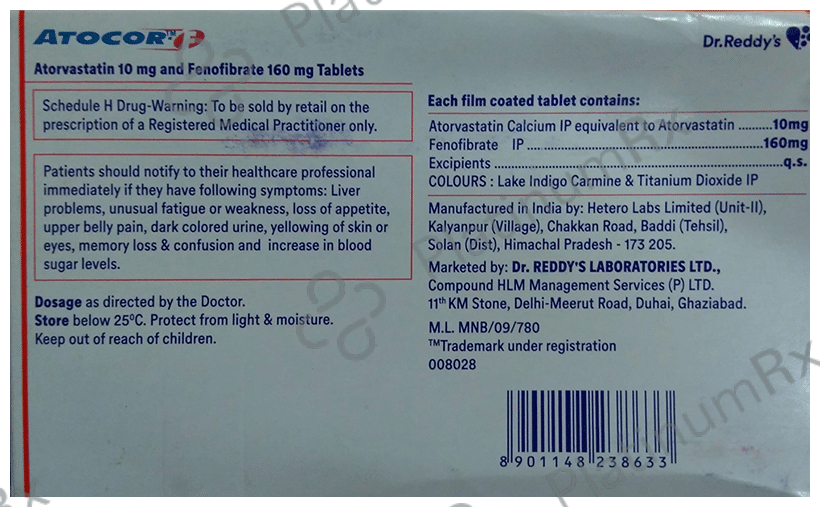 ATOCOR™ F
Dr.Reddy's
Atorvastatin 10 mg and Fenofibrate 160 mg Tablets
Schedule H Drug-Warning: To be sold by retail on the
prescription of a Registered Medical Practitioner only.
Patients should notify to their healthcare professional
immediately if they have following symptoms: Liver
problems, unusual fatigue or weakness, loss of appetite,
upper belly pain, dark colored urine, yellowing of skin or
eyes, memory loss & confusion and increase in blood
sugar levels.
Dosage as directed by the Doctor.
Store below 25°C. Protect from light & moisture.
Keep out of reach of children.
Each film coated tablet contains:
Atorvastatin Calcium IP equivalent to Atorvastatin ..........10mg
Fenofibrate IP ..........160mg
Excipients ..........q.s.
COLOURS : Lake Indigo Carmine & Titanium Dioxide IP
Manufactured in India by: Hetero Labs Limited (Unit-II),
Kalyanpur (Village), Chakkan Road, Baddi (Tehsil),
Solan (Dist), Himachal Pradesh - 173 205.
Marketed by: Dr. REDDY'S LABORATORIES LTD.,
Compound HLM Management Services (P) LTD.
11th KM Stone, Delhi-Meerut Road, Duhai, Ghaziabad.
M.L. MNB/09/780
™Trademark under registration
008028
8 901148 238633
PlatinumRx
PlatinumRx
PlatinumRx